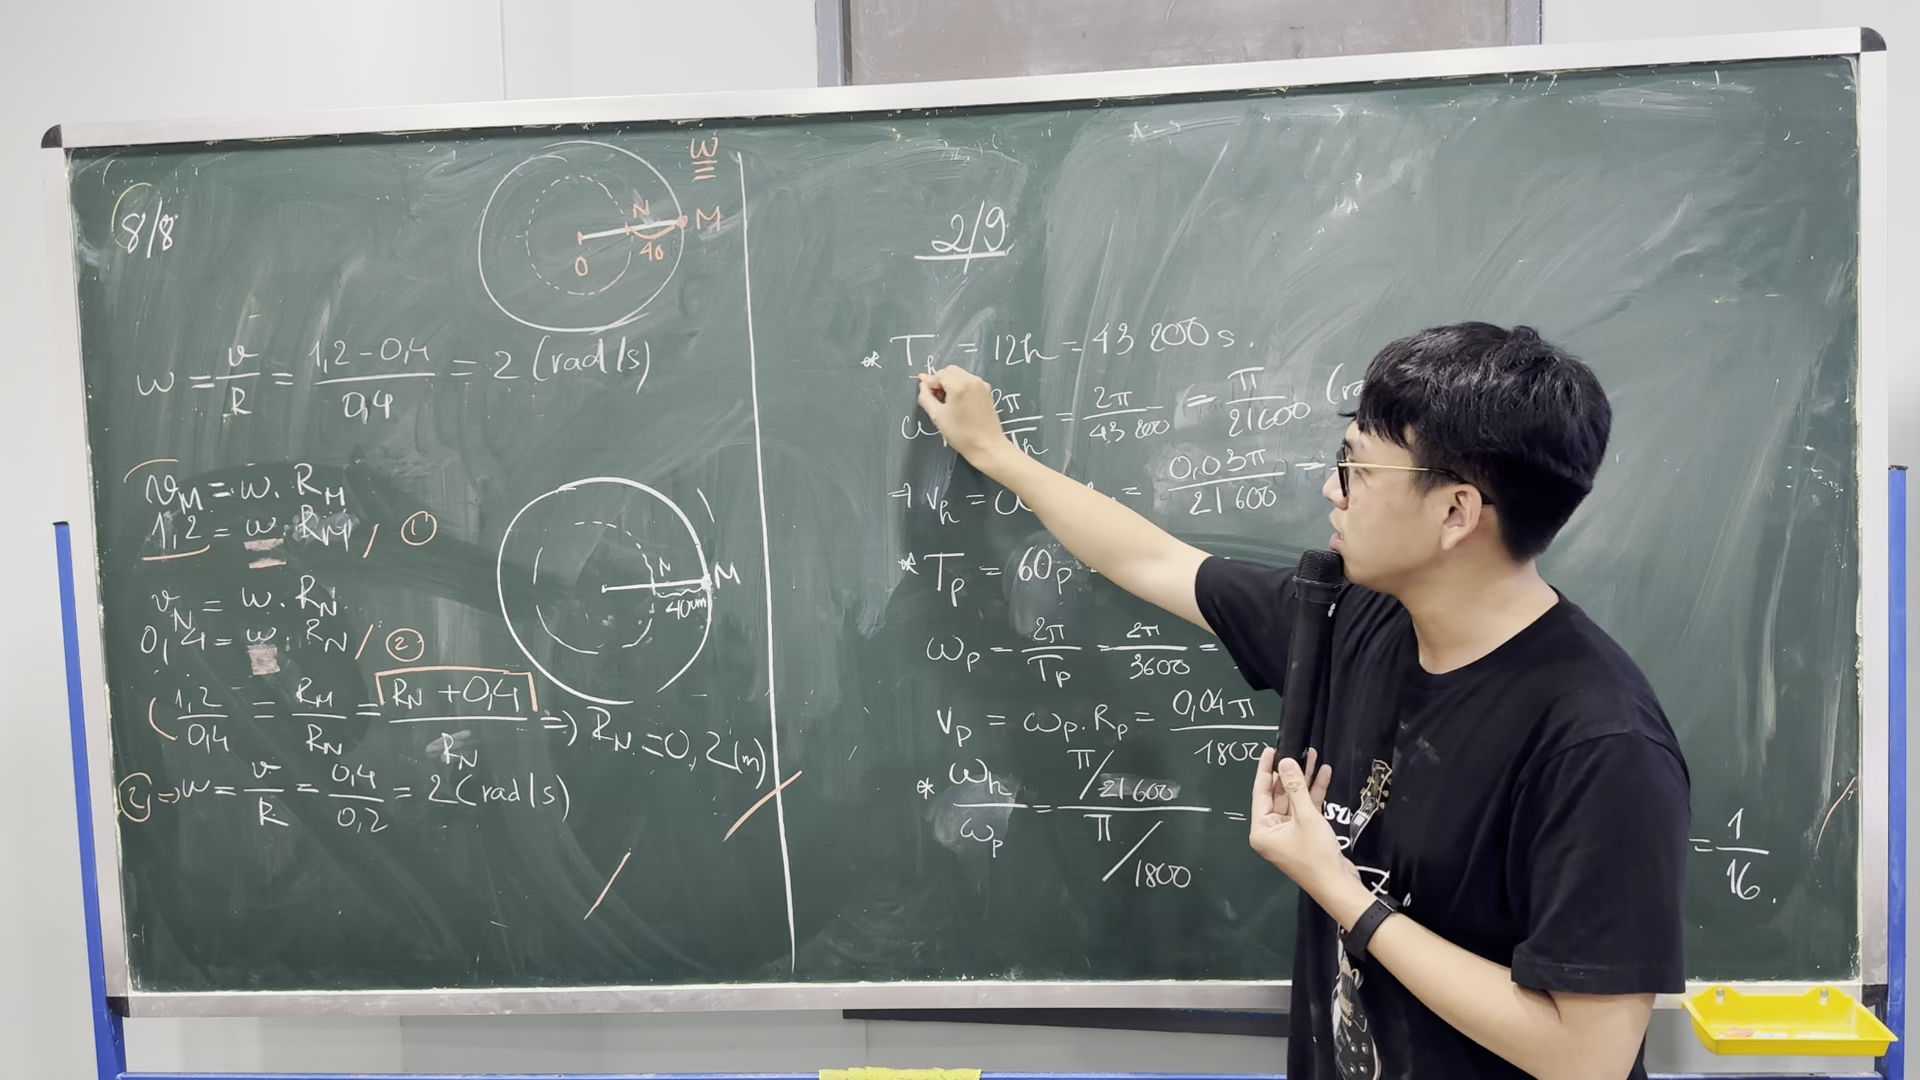 8/8
ω
N
M
O
40
ω = v/R = (1,2 - 0,4)/0,4 = 2 (rad/s)
v_M = ω. R_M
1,2 = ω. R_M / ①
v_N = ω. R_N
0,4 = ω. R_N / ②
N
M
40cm
1,2/0,4 = R_M/R_N = (R_N + 0,4)/R_N => R_N = 0,2(m)
② => ω = v/R = 0,4/0,2 = 2 (rad/s)
2/9
* T_h = 12h = 43 200 s.
2π/T_h = 2π/43 200 = π/21600
=> v_h = = 0,03π/21 600 =
* T_p = 60p
ω_p = 2π/T_p = 2π/3600 =
v_p = ω_p. R_p = 0,04π/1800
* ω_h/ω_p = (π/21 600)/(π/1800) =
= 1/16.